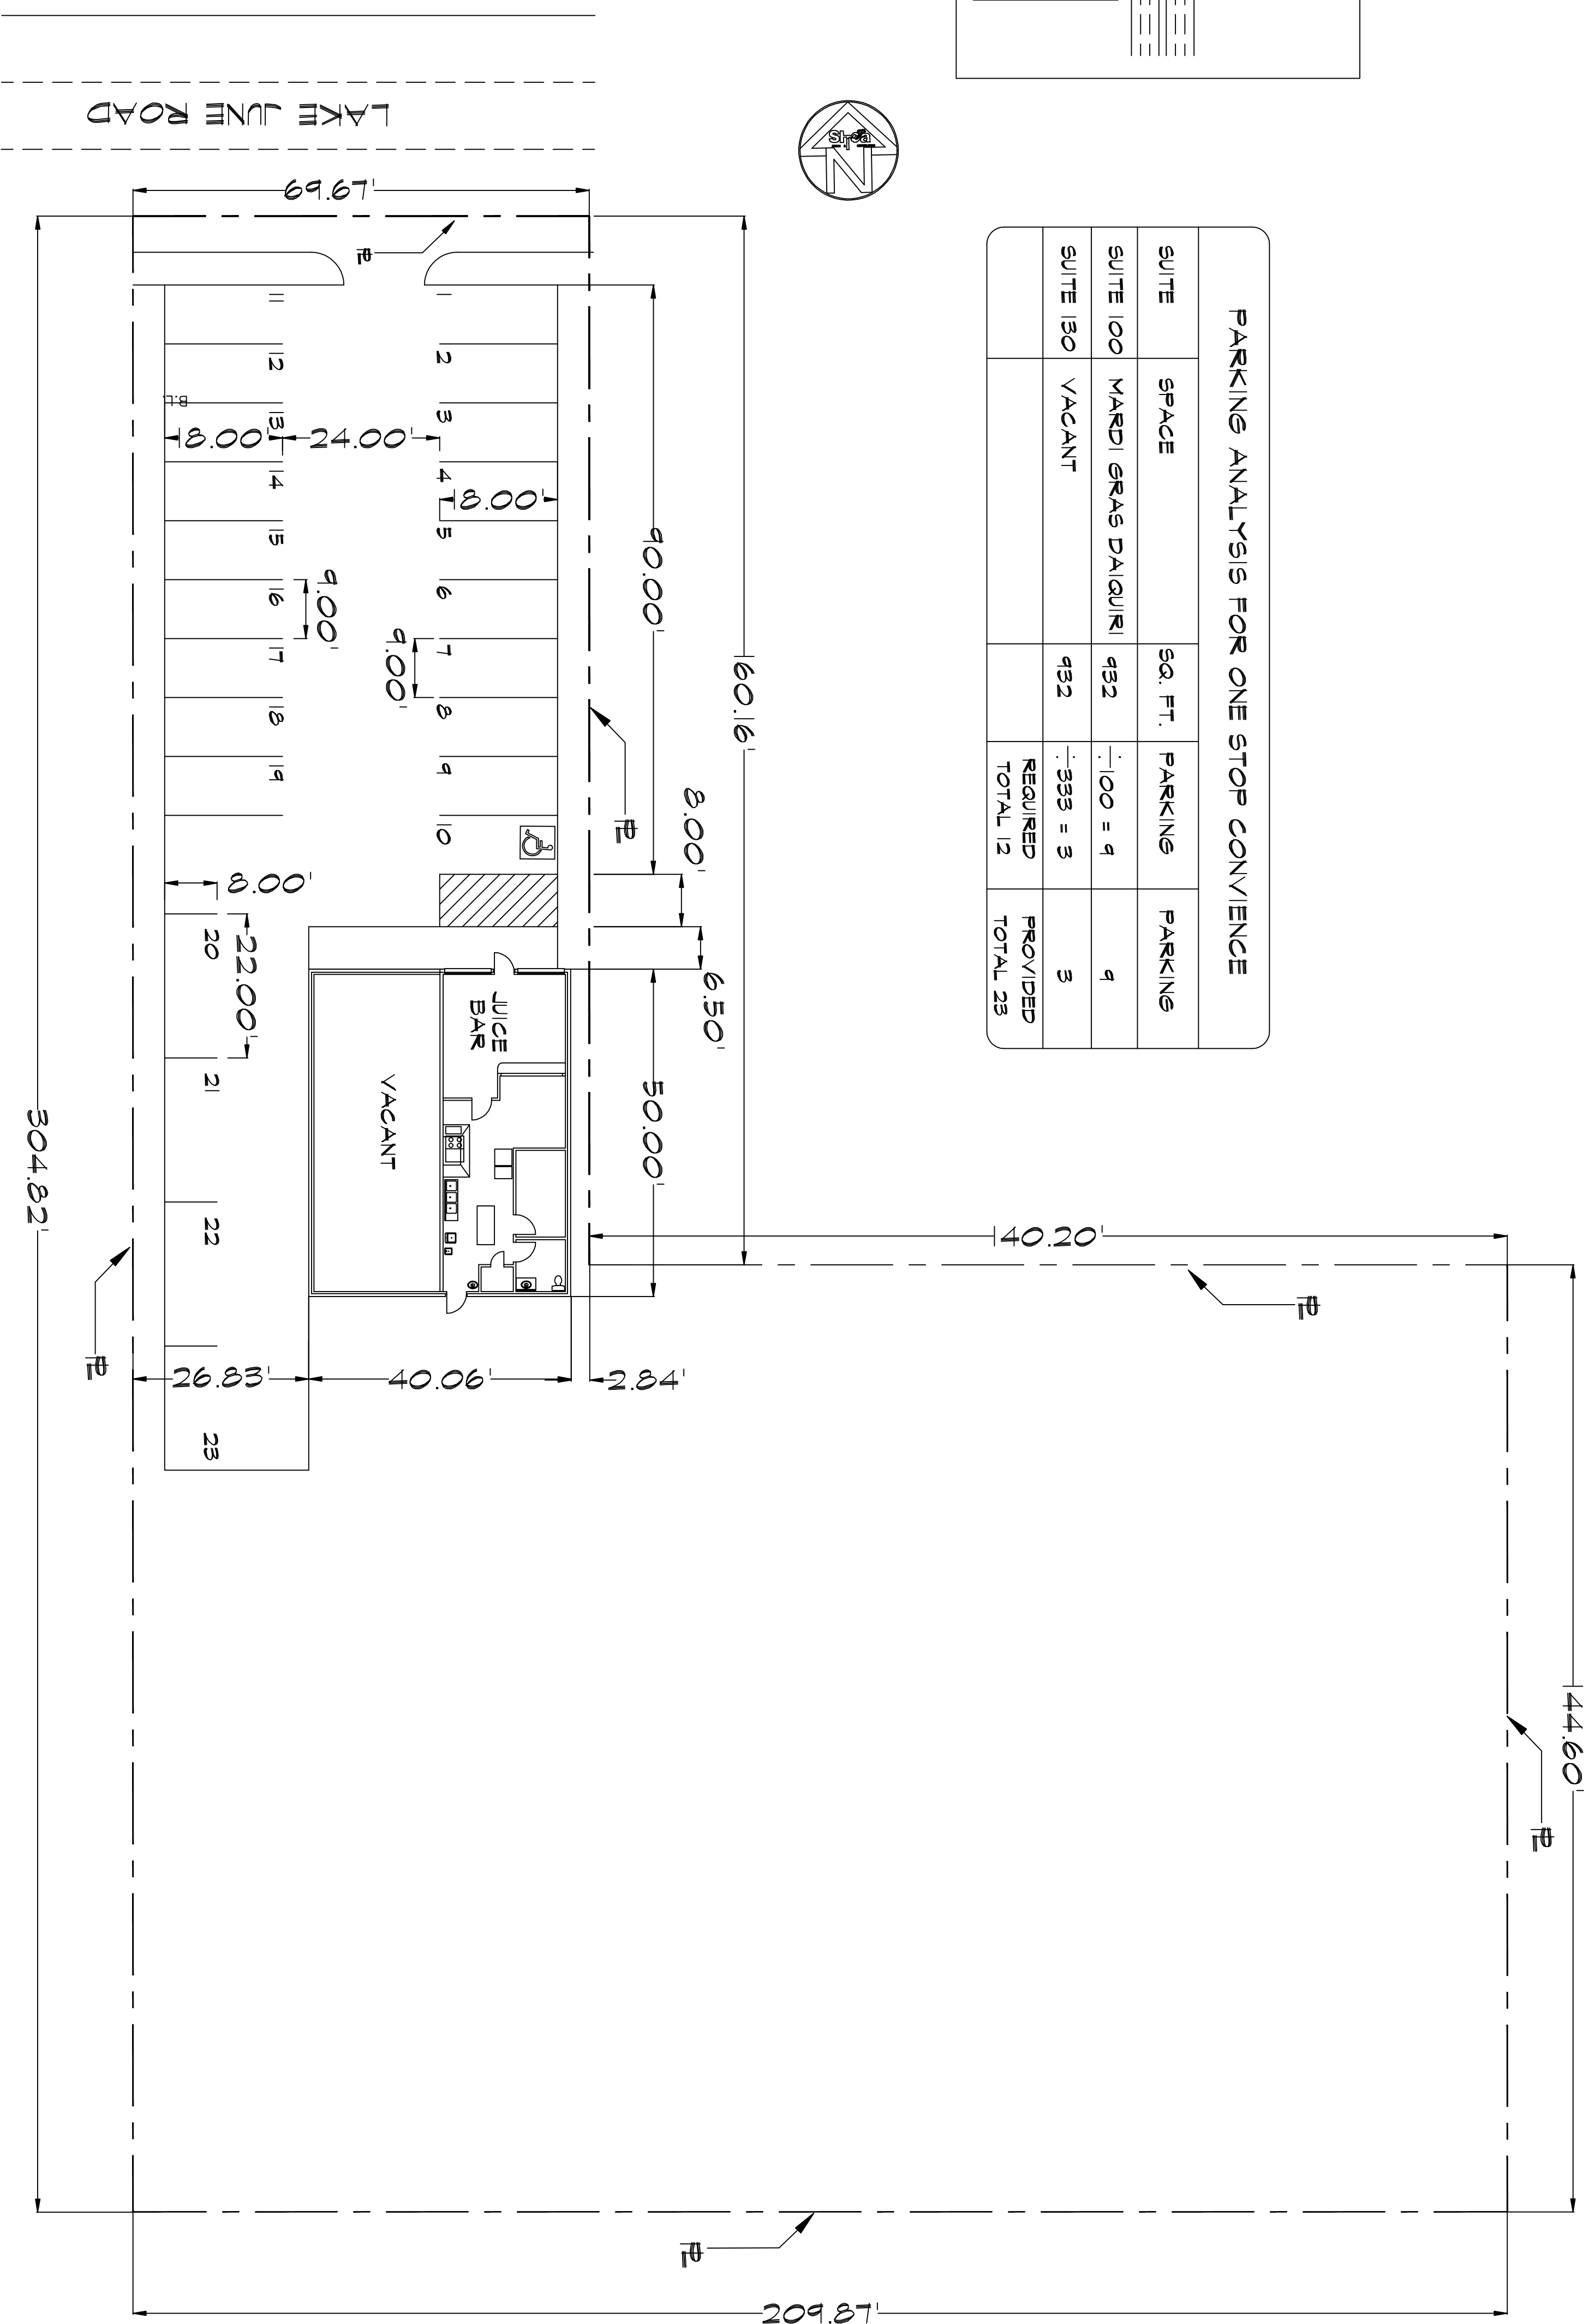 LAKE JUNE ROAD
69.67'
PL
N
PARKING ANALYSIS FOR ONE STOP CONVIENCE
SUITE SPACE SQ. FT. PARKING PARKING
SUITE 100 MARDI GRAS DAIQUIRI 932 ÷100 = 9 9
SUITE 130 VACANT 932 ÷333 = 3 3
REQUIRED PROVIDED
TOTAL 12 TOTAL 23
11
1
12
2
B.L.
13
3
18.00'
24.00'
14
4
18.00'
15
5
90.00'
16
6
9.00'
17
7
9.00'
160.16'
18
8
PL
19
9
10
8.00'
8.00'
20
22.00'
6.50'
JUICE
BAR
21
VACANT
50.00'
304.82'
22
140.20'
PL
PL
26.83'
40.06'
2.84'
23
144.60'
PL
PL
209.87'